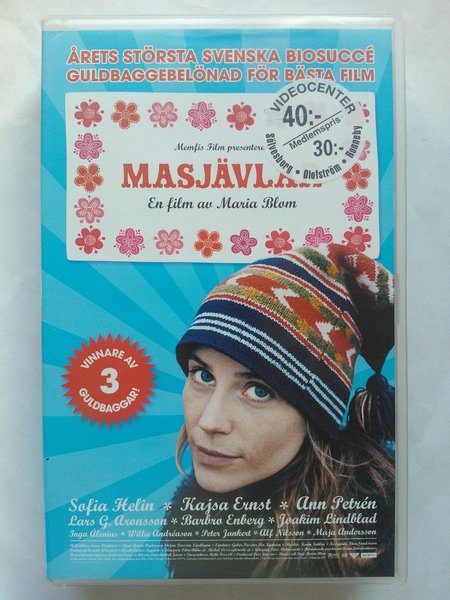 ÅRETS STÖRSTA SVENSKA BIOSUCCÉ
GULDBAGGEBELÖNAD FÖR BÄSTA FILM
VIDEOCENTER
40:-
Medlemspris
30:-
Sölvesborg • Olofström • Ronneby
Memfis Film presenterar
MASJÄVLAR
En film av Maria Blom
VINNARE AV
3
GULDBAGGAR!
Sofia Helin * Kajsa Ernst * Ann Petrén
Lars G. Aronsson * Barbro Enberg * Joakim Lindblad
Inga Ålenius * Willie Andréason * Peter Jankert * Alf Nilsson * Maja Andersson